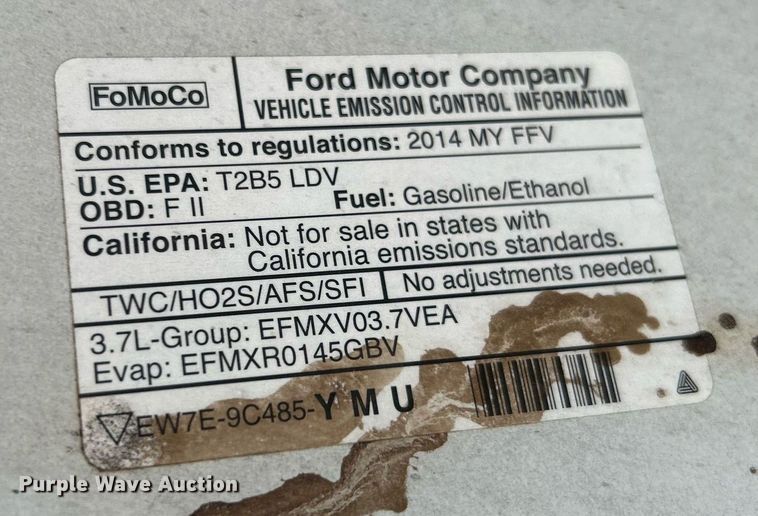 FoMoCo
Ford Motor Company
VEHICLE EMISSION CONTROL INFORMATION
Conforms to regulations: 2014 MY FFV
U.S. EPA: T2B5 LDV
OBD: F II
Fuel: Gasoline/Ethanol
California: Not for sale in states with
California emissions standards.
TWC/HO2S/AFS/SFI
No adjustments needed.
3.7L-Group: EFMXV03.7VEA
Evap: EFMXR0145GBV
EW7E-9C485-YMU
Purple Wave Auction